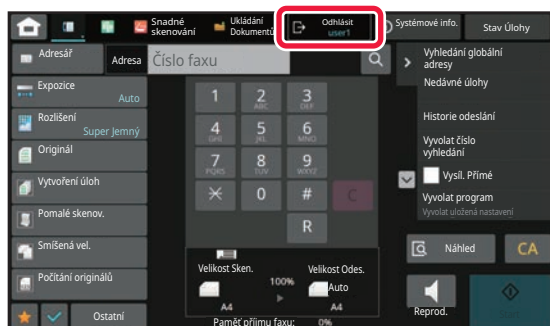 Snadné
skenování
Ukládání
Dokumentů
Odhlásit
user1
Systémové info.
Stav Úlohy
Adresář
Adresa
Číslo faxu
Vyhledání globální
adresy
Expozice
Auto
Nedávné úlohy
Rozlišení
Super Jemný
Historie odeslání
Originál
Vyvolat číslo
vyhledání
Vytvoření úloh
Vysíl. Přímé
Pomalé skenov.
Vyvolat program
Vyvolat uložená nastavení
Smíšená vel.
Počítání originálů
Ostatní
1
2
ABC
3
DEF
4
GHI
5
JKL
6
MNO
7
PQRS
8
TUV
9
WXYZ
0
#
C
R
Velikost Sken.
100%
Velikost Odes.
Auto
A4
A4
Paměť příjmu faxu: 0%
Náhled
CA
Reprod.
Start